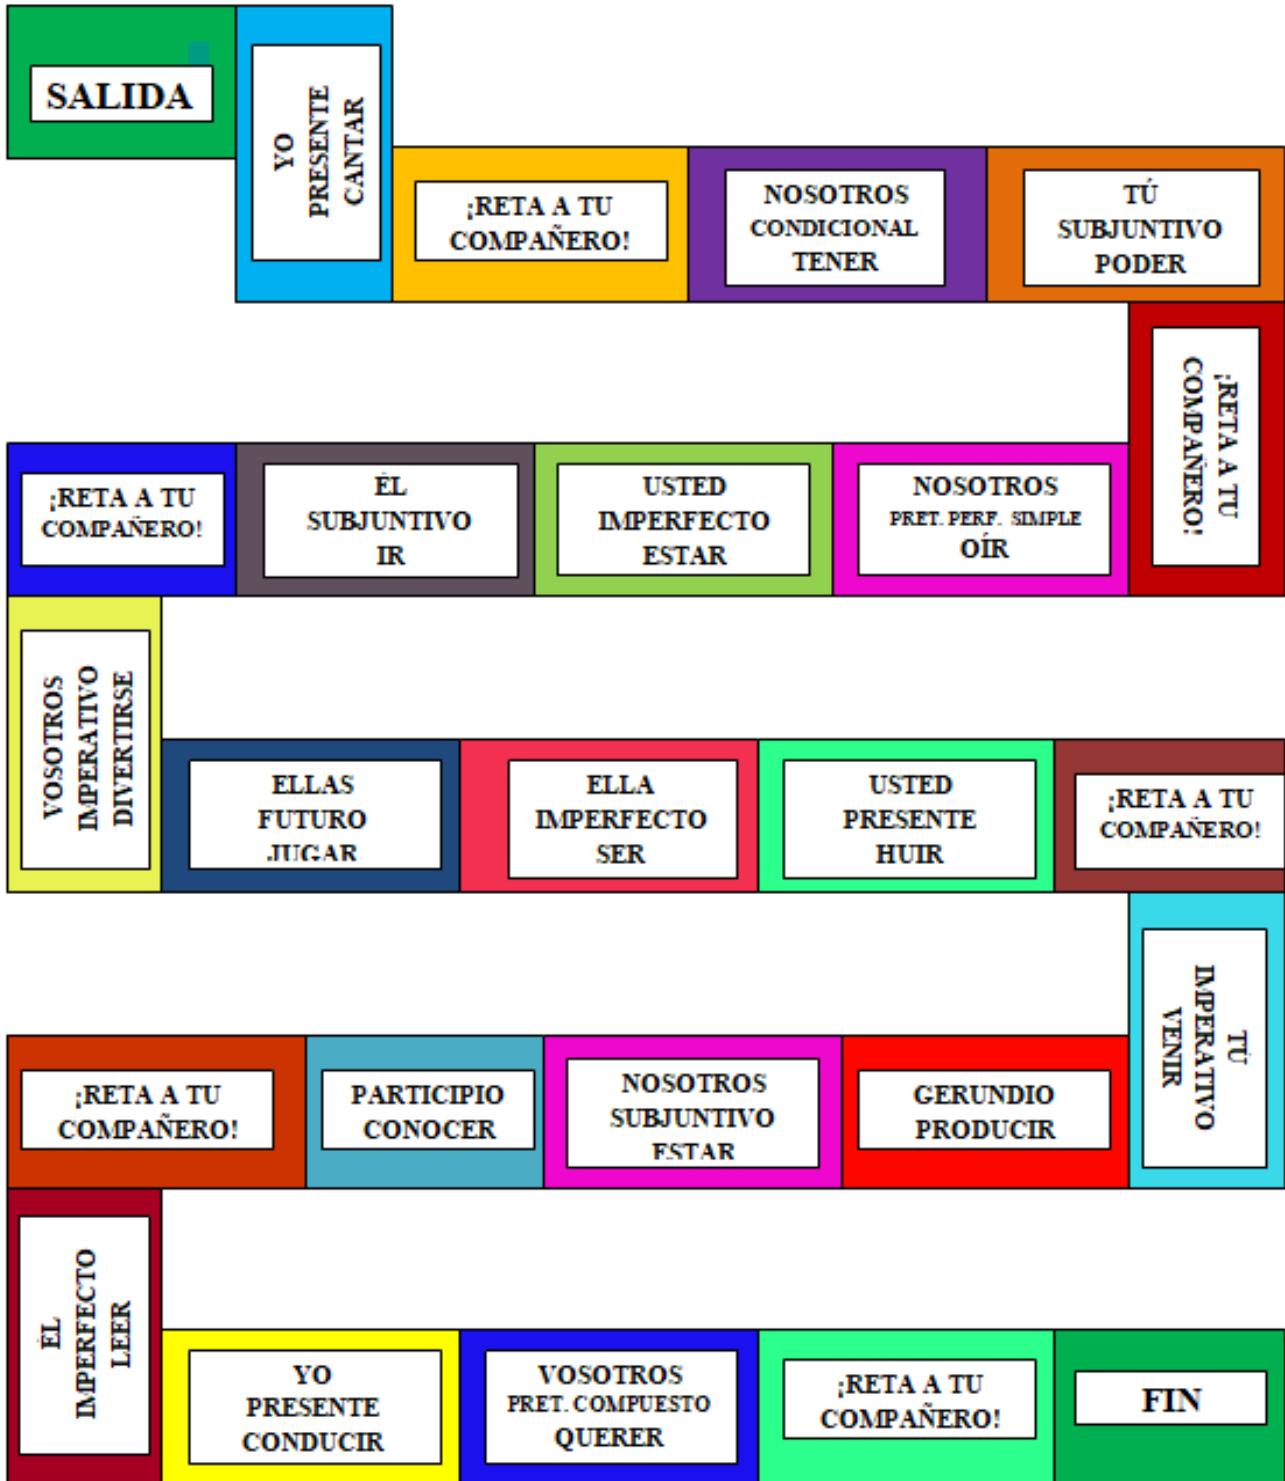 SALIDA
YO
PRESENTE
CANTAR
¡RETA A TU
COMPAÑERO!
NOSOTROS
CONDICIONAL
TENER
TÚ
SUBJUNTIVO
PODER
¡RETA A TU
COMPAÑERO!
NOSOTROS
PRET. PERF. SIMPLE
OÍR
USTED
IMPERFECTO
ESTAR
ÉL
SUBJUNTIVO
IR
¡RETA A TU
COMPAÑERO!
VOSOTROS
IMPERATIVO
DIVERTIRSE
ELLAS
FUTURO
JUGAR
ELLA
IMPERFECTO
SER
USTED
PRESENTE
HUIR
¡RETA A TU
COMPAÑERO!
TÚ
IMPERATIVO
VENIR
GERUNDIO
PRODUCIR
NOSOTROS
SUBJUNTIVO
ESTAR
PARTICIPIO
CONOCER
¡RETA A TU
COMPAÑERO!
ÉL
IMPERFECTO
LEER
YO
PRESENTE
CONDUCIR
VOSOTROS
PRET. COMPUESTO
QUERER
¡RETA A TU
COMPAÑERO!
FIN